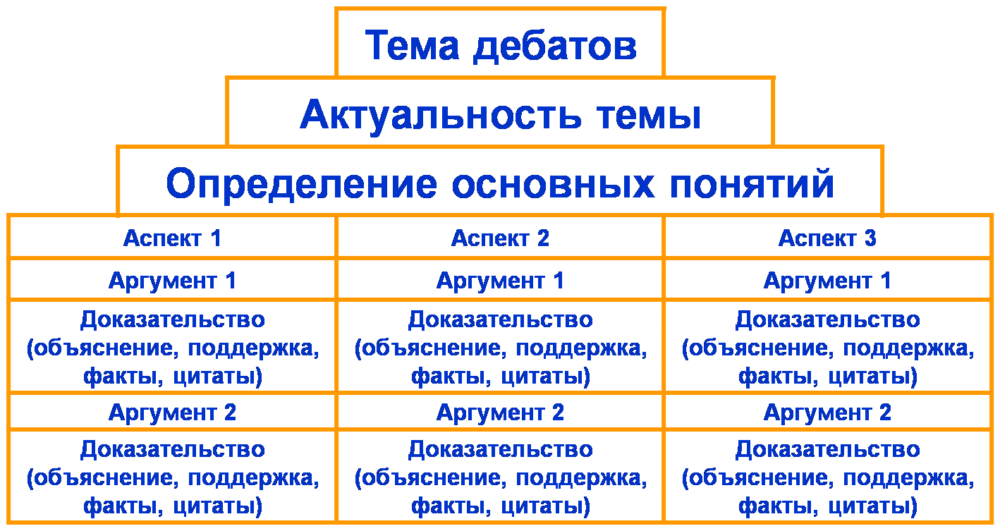 Тема дебатов
Актуальность темы
Определение основных понятий
Аспект 1
Аспект 2
Аспект 3
Аргумент 1
Аргумент 1
Аргумент 1
Доказательство
(объяснение, поддержка,
факты, цитаты)
Доказательство
(объяснение, поддержка,
факты, цитаты)
Доказательство
(объяснение, поддержка,
факты, цитаты)
Аргумент 2
Аргумент 2
Аргумент 2
Доказательство
(объяснение, поддержка,
факты, цитаты)
Доказательство
(объяснение, поддержка,
факты, цитаты)
Доказательство
(объяснение, поддержка,
факты, цитаты)